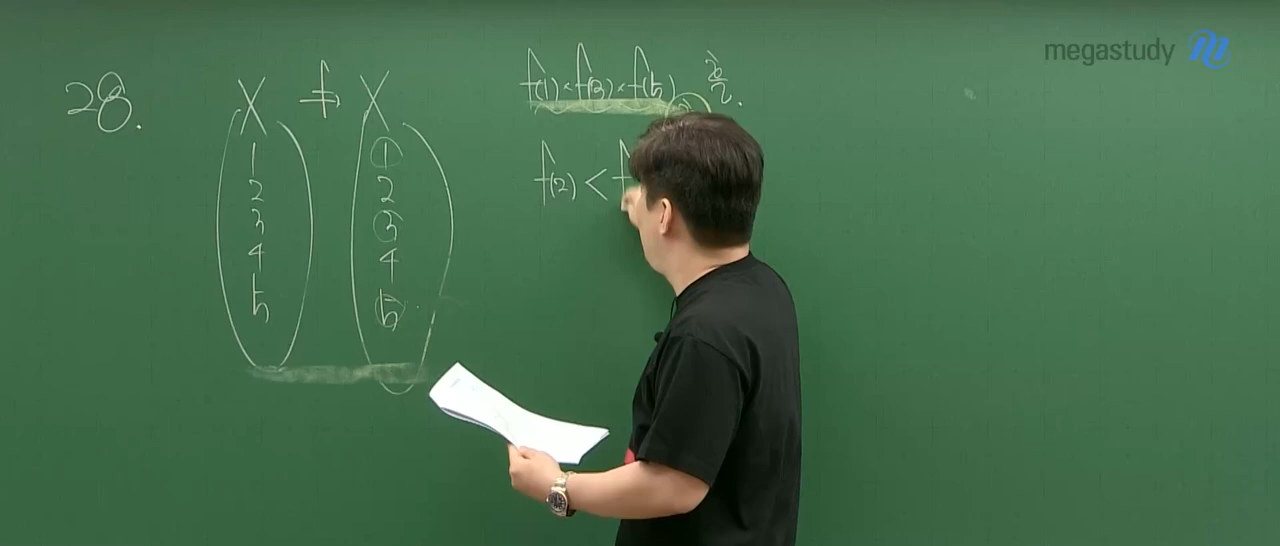 megastudy
28.
X f X
1 1
2 2
3 3
4 4
5 5
f(1) × f(3) × f(5) 홀수.
f(2) < f